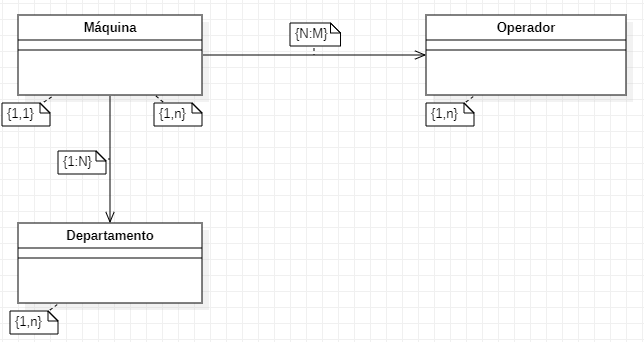 Máquina
{N:M}
Operador
{1,1}
{1,n}
{1,n}
{1:N}
Departamento
{1,n}